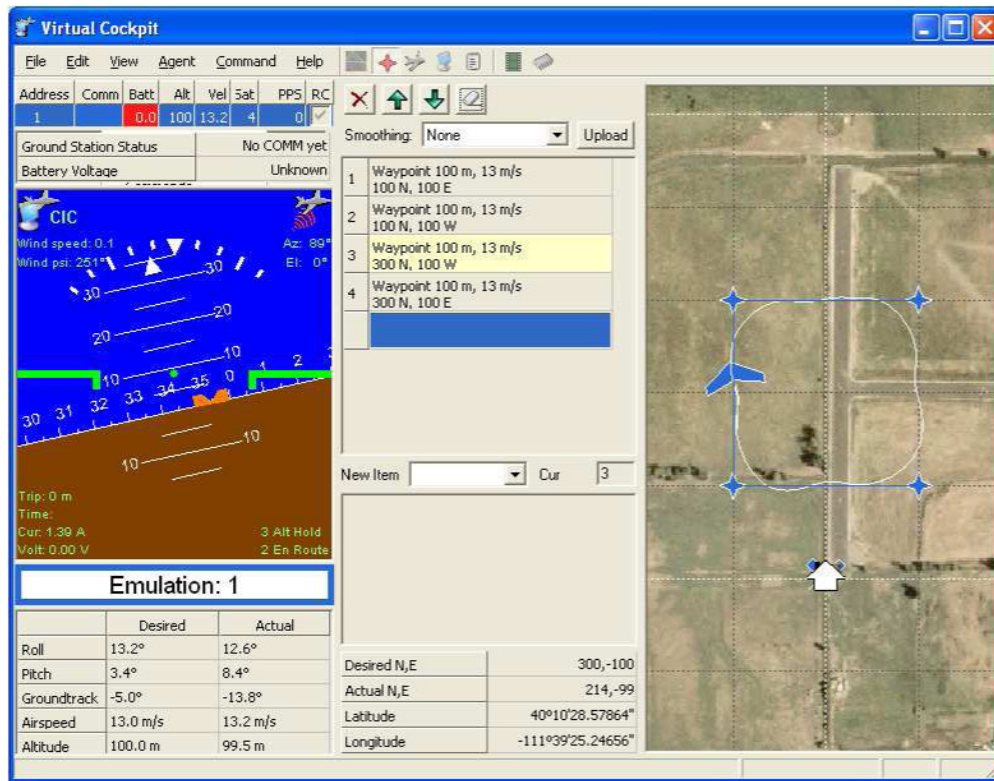 Virtual Cockpit
File Edit View Agent Command Help
Address Comm Batt Alt Vel Sat PPS RC
1 0.0 100 13.2 4 0
Ground Station Status No COMM yet
Battery Voltage Unknown
CIC
Wind speed: 0.1 Az: 89°
Wind psi: 251° El: 0°
30
30
20
20
10
10
30 31 32 33 34 35 0 1 2 3
10
10
Trip: 0 m
Time:
Cur: 1.39 A 3 Alt Hold
Volt: 0.00 V 2 En Route
Emulation: 1
Desired Actual
Roll 13.2° 12.6°
Pitch 3.4° 8.4°
Groundtrack -5.0° -13.8°
Airspeed 13.0 m/s 13.2 m/s
Altitude 100.0 m 99.5 m
Smoothing: None Upload
1 Waypoint 100 m, 13 m/s
100 N, 100 E
2 Waypoint 100 m, 13 m/s
100 N, 100 W
3 Waypoint 100 m, 13 m/s
300 N, 100 W
4 Waypoint 100 m, 13 m/s
300 N, 100 E
New Item Cur 3
Desired N,E 300,-100
Actual N,E 214,-99
Latitude 40º10'28.57864"
Longitude -111º39'25.24656"